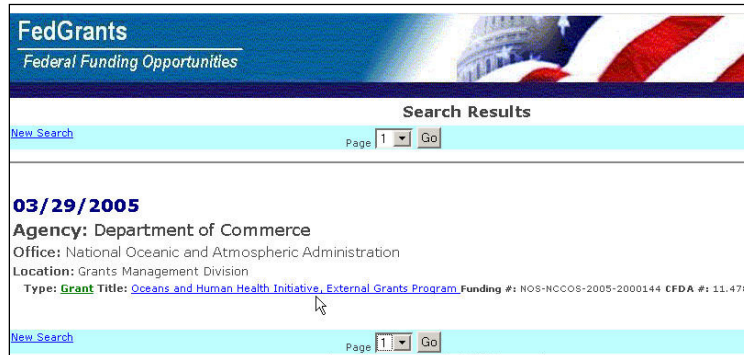 FedGrants
Federal Funding Opportunities
Search Results
New Search
Page 1 Go
03/29/2005
Agency: Department of Commerce
Office: National Oceanic and Atmospheric Administration
Location: Grants Management Division
Type: Grant Title: Oceans and Human Health Initiative, External Grants Program Funding #: NOS-NCCOS-2005-2000144 CFDA #: 11.478
New Search
Page 1 Go